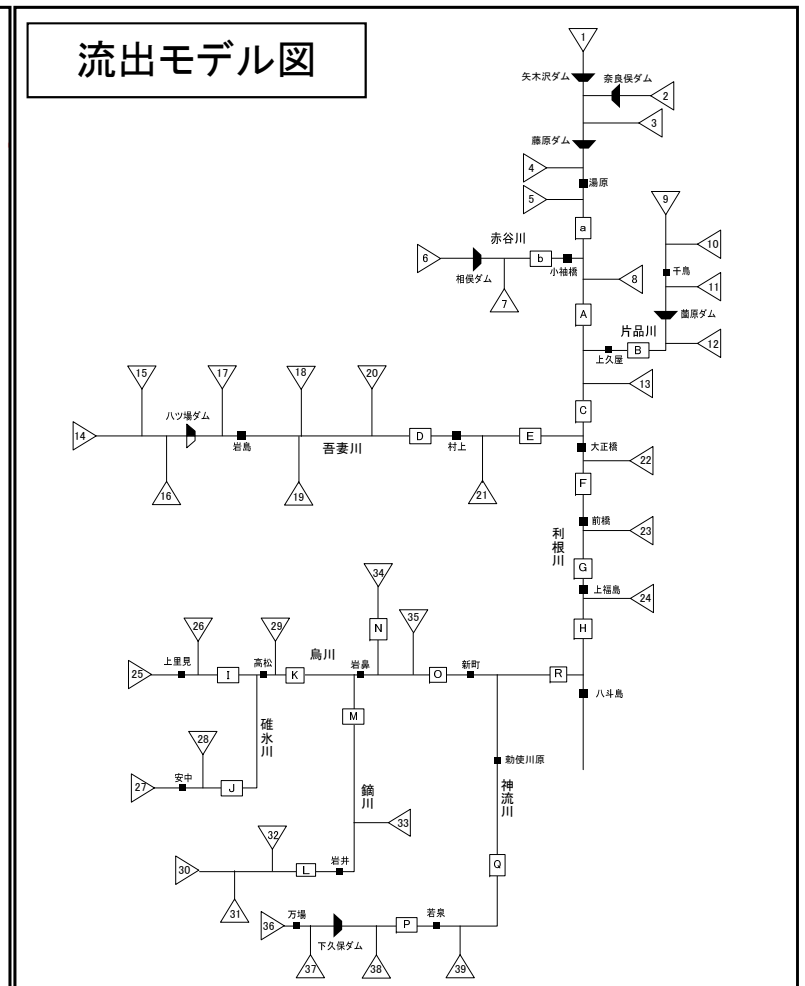 流出モデル図
1
矢木沢ダム
奈良俣ダム
2
3
藤原ダム
4
湯原
5
9
a
赤谷川
10
6
b
小袖橋
千鳥
相俣ダム
8
11
7
A
薗原ダム
片品川
12
上久屋
B
13
15
17
18
20
八ツ場ダム
C
14
岩島
吾妻川
D
村上
E
大正橋
22
16
19
21
F
前橋
23
利根川
G
34
上福島
24
26
29
35
N
H
烏川
上里見
高松
岩鼻
新町
25
I
K
O
R
八斗島
M
碓氷川
28
勅使川原
安中
27
J
鏑川
神流川
33
32
岩井
30
L
Q
31
万場
若泉
36
P
下久保ダム
37
38
39